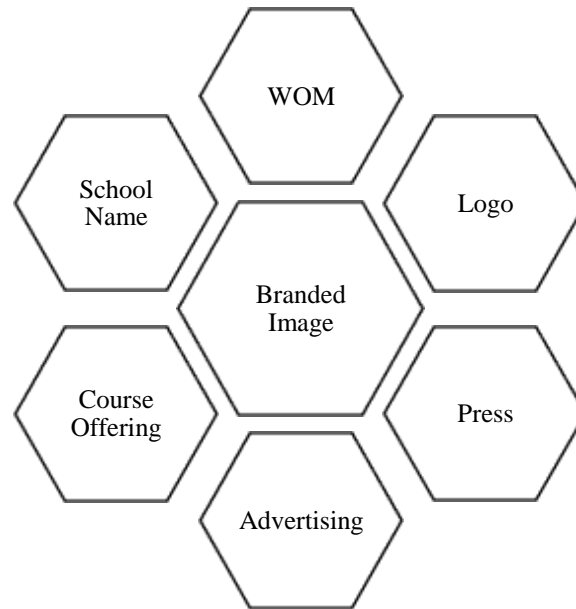 WOM
School
Name
Logo
Branded
Image
Course
Offering
Press
Advertising